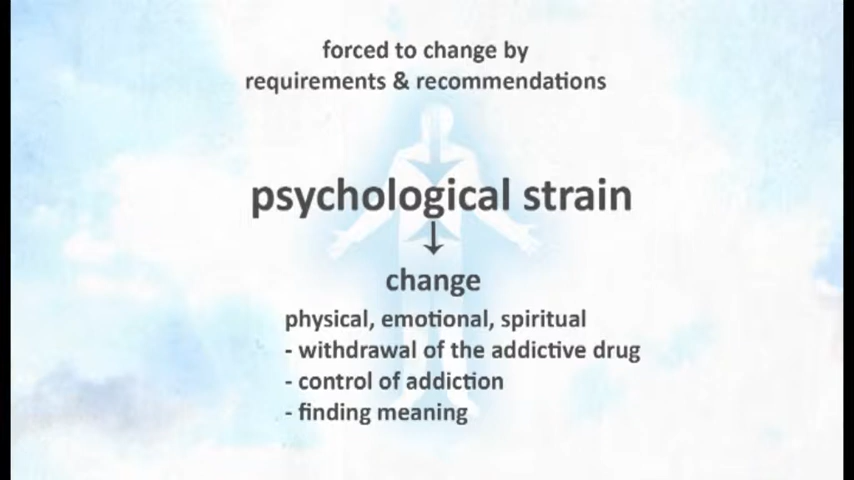 forced to change by
requirements & recommendations
psychological strain
↓
change
physical, emotional, spiritual
- withdrawal of the addictive drug
- control of addiction
- finding meaning